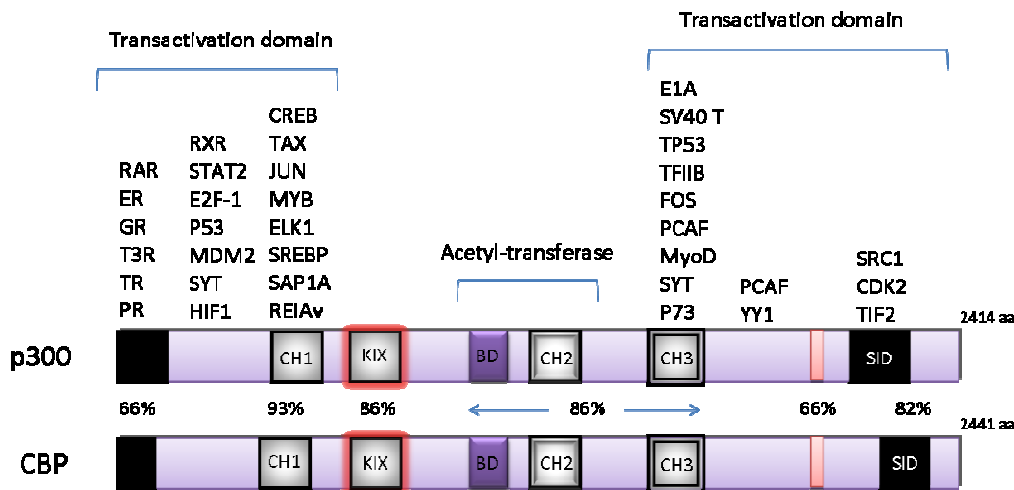 Transactivation domain
Transactivation domain
RAR
ER
GR
T3R
TR
PR
RXR
STAT2
E2F-1
P53
MDM2
SYT
HIF1
CREB
TAX
JUN
MYB
ELK1
SREBP
SAP1A
RElAv
Acetyl-transferase
E1A
SV40 T
TP53
TFIIB
FOS
PCAF
MyoD
SYT
P73
PCAF
YY1
SRC1
CDK2
TIF2
2414 aa
p300
CH1
KIX
BD
CH2
CH3
SID
66%
93%
86%
86%
66%
82%
2441 aa
CBP
CH1
KIX
BD
CH2
CH3
SID